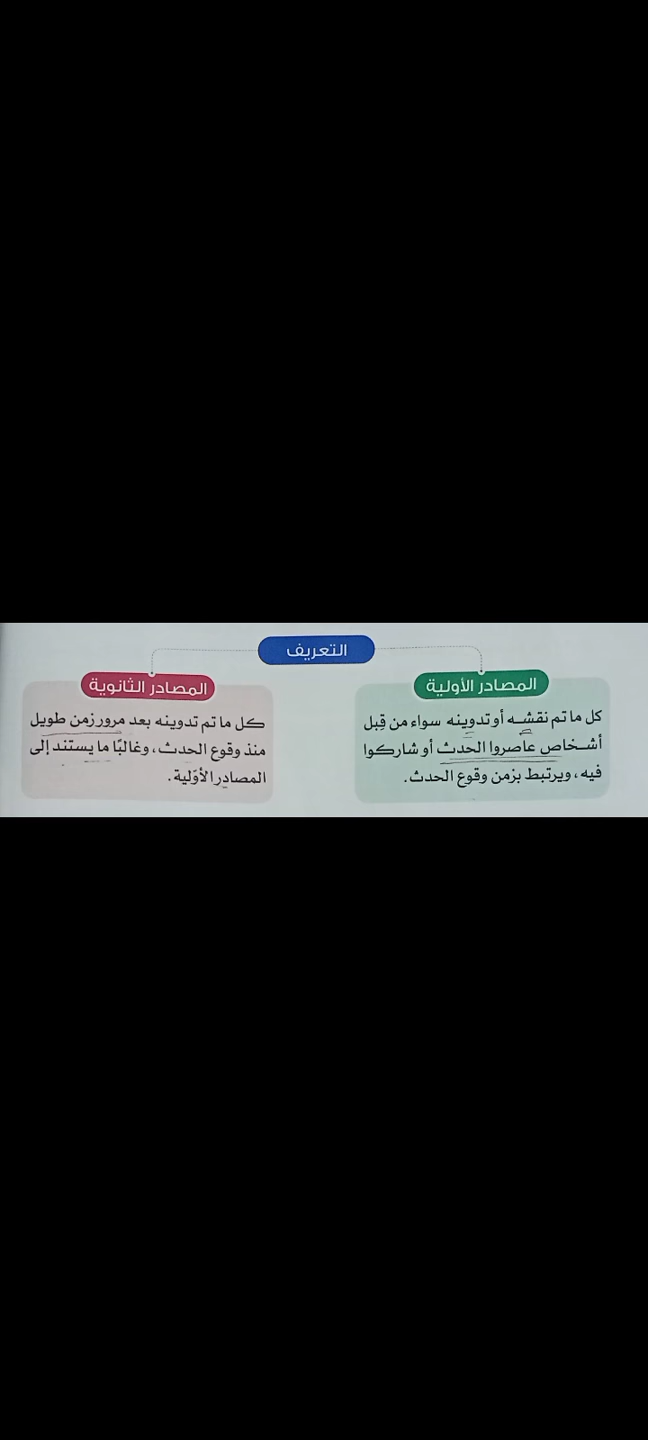 التعريف
المصادر الأولية
كل ما تم نقشه أو تدوينه سواء من قِبل
أشخاص عاصروا الحدث أو شاركوا
فيه، ويرتبط بزمن وقوع الحدث.
المصادر الثانوية
كل ما تم تدوينه بعد مرور زمن طويل
منذ وقوع الحدث، وغالبًا ما يستند إلى
المصادر الأوّلية.